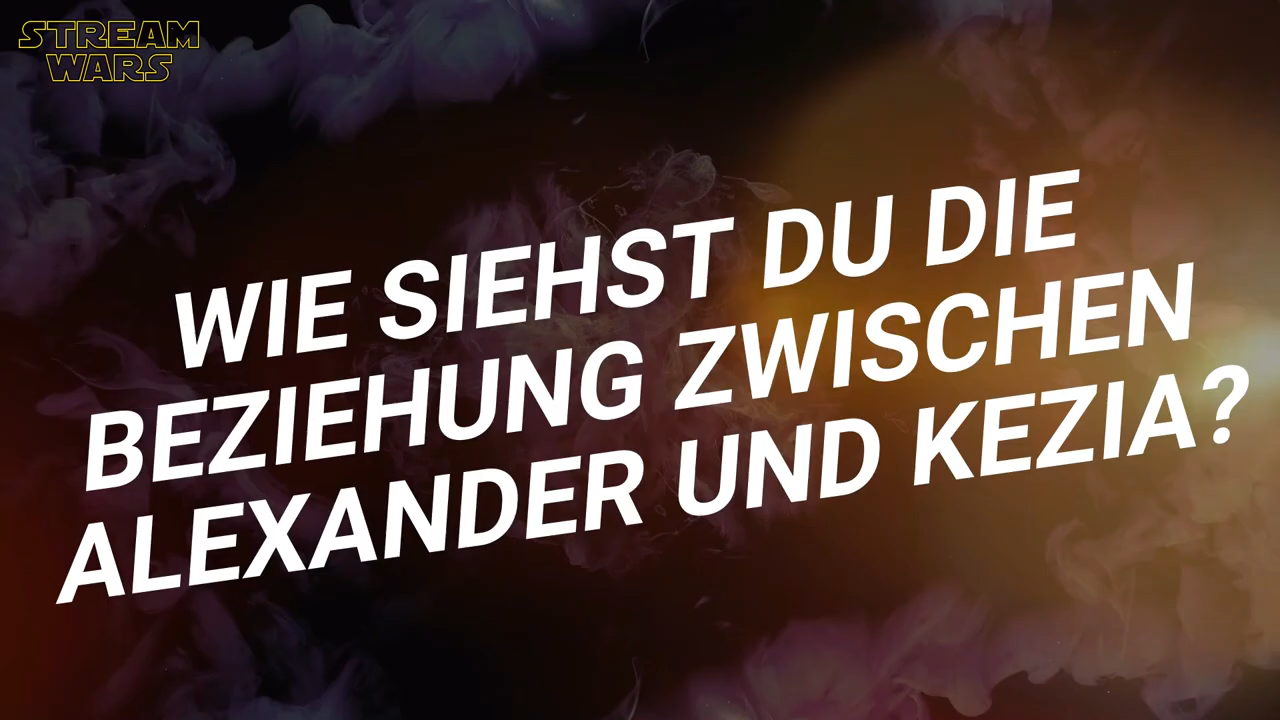 STREAM
WARS
WIE SIEHST DU DIE
BEZIEHUNG ZWISCHEN
ALEXANDER UND KEZIA?